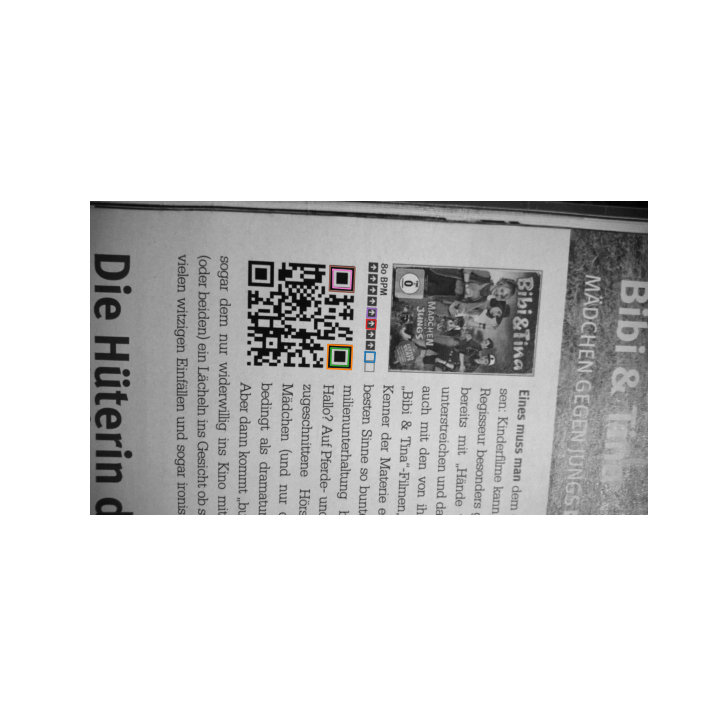 Bibi &
MÄDCHEN GEGEN JUNGS
Bibi&Tina
MÄDCHEN
JUNGS
0
80 BPM
Eines muss man dem
sen: Kinderfilme kann
Regisseur besonders g
bereits mit „Hände
unterstreichen und da
auch mit den von ih
„Bibi & Tina“-Filmen,
Kenner der Materie e
besten Sinne so bunte
milienunterhaltung b
Hallo? Auf Pferde- und
zugeschnittene Hörs
Mädchen (und nur
bedingt als dramatur
Aber dann kommt „bu
sogar dem nur widerwillig ins Kino mit
(oder beiden) ein Lächeln ins Gesicht ob s
vielen witzigen Einfällen und sogar ironis
Die Hüterin d